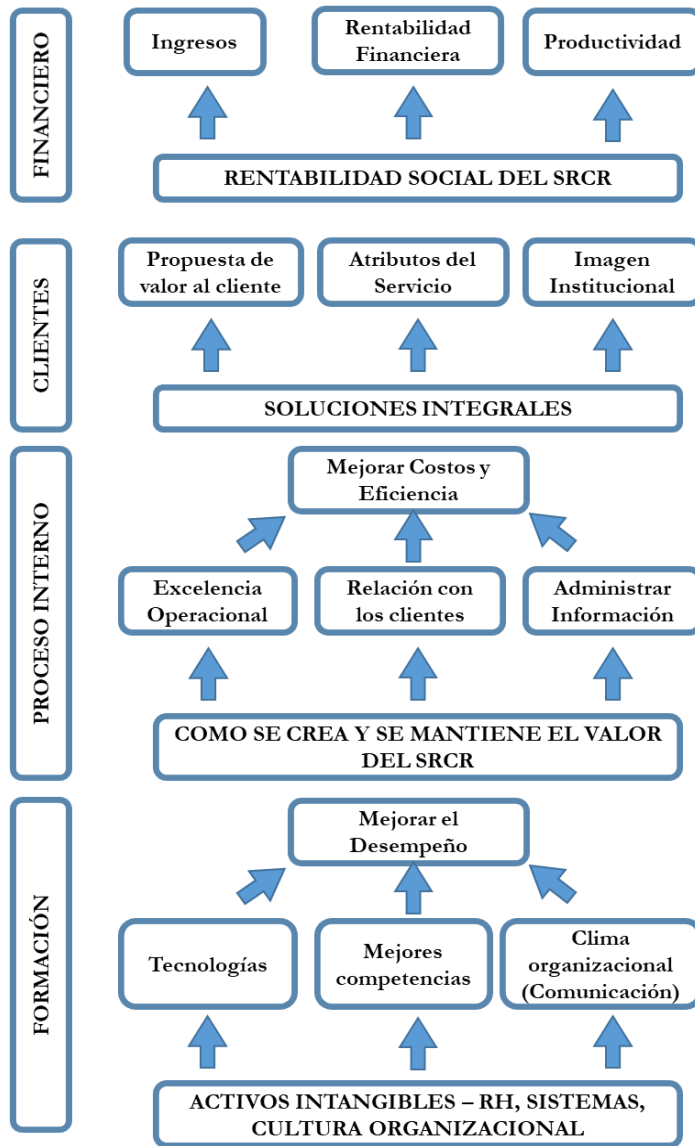 FINANCIERO
Ingresos
Rentabilidad
Financiera
Productividad
RENTABILIDAD SOCIAL DEL SRCR
CLIENTES
Propuesta de
valor al cliente
Atributos del
Servicio
Imagen
Institucional
SOLUCIONES INTEGRALES
PROCESO INTERNO
Mejorar Costos y
Eficiencia
Excelencia
Operacional
Relación con
los clientes
Administrar
Información
COMO SE CREA Y SE MANTIENE EL VALOR
DEL SRCR
FORMACIÓN
Mejorar el
Desempeño
Tecnologías
Mejores
competencias
Clima
organizacional
(Comunicación)
ACTIVOS INTANGIBLES – RH, SISTEMAS,
CULTURA ORGANIZACIONAL